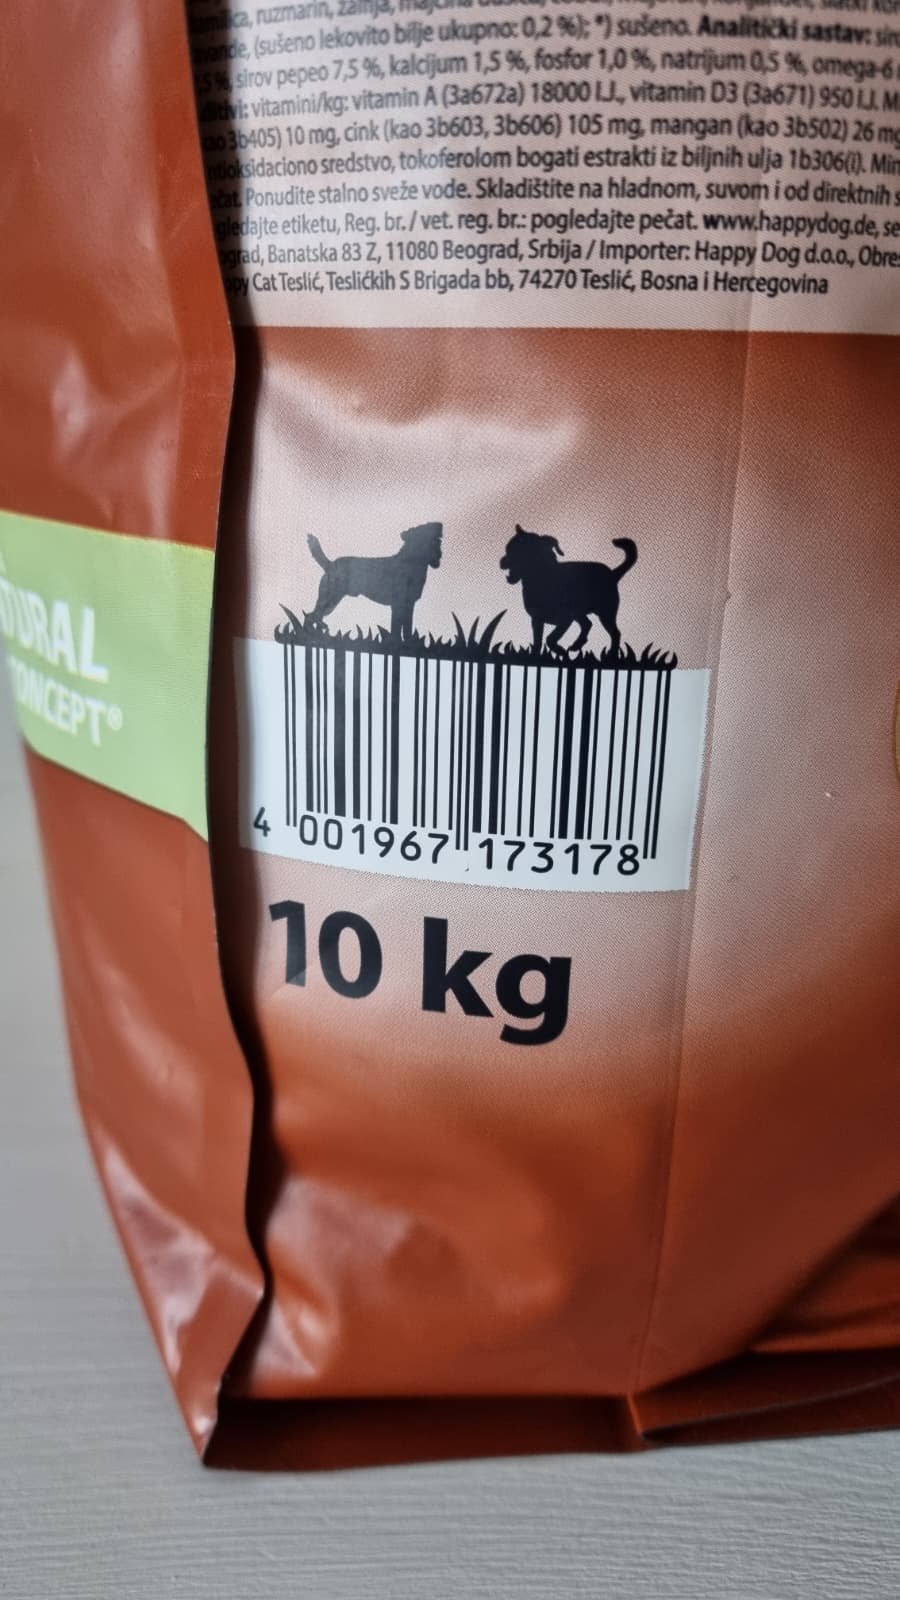 ruzmarin, žalfija,
(sušeno lekovito bilje ukupno: 0,2 %); *) sušeno. Analitički sastav:
sirov pepeo 7,5 %, kalcijum 1,5 %, fosfor 1,0 %, natrijum 0,5 %, omega-6
vitamini/kg: vitamin A (3a672a) 18000 I.J., vitamin D3 (3a671) 950 I.J.
3b405) 10 mg, cink (kao 3b603, 3b606) 105 mg, mangan (kao 3b502) 26 mg
sredstvo, tokoferolom bogati estrakti iz biljnih ulja 1b306(i).
Ponudite stalno sveže vode. Skladištite na hladnom, suvom i od direktnih
etiketu, Reg. br./ vet. reg. br.: pogledajte pečat. www.happydog.de,
Banatska 83 Z, 11080 Beograd, Srbija / Importer: Happy Dog d.o.o.,
Cat Teslić, Teslićkih S Brigada bb, 74270 Teslić, Bosna i Hercegovina
4 001967 173178
10 kg